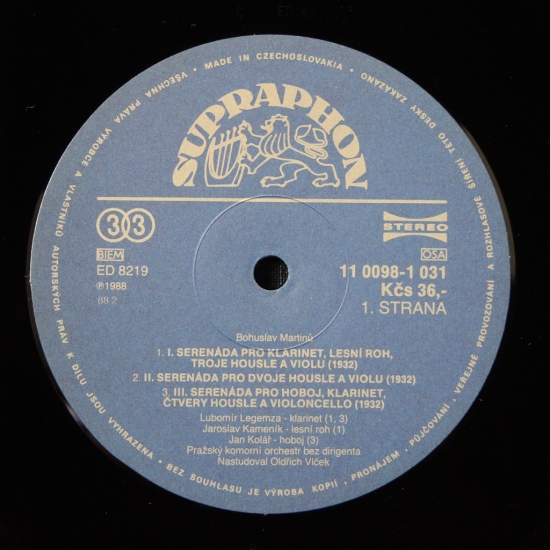 VŠECHNA PRÁVA VÝROBCE A VLASTNÍKŮ AUTORSKÝCH PRÁV K DÍLU JSOU VYHRAZENA • BEZ SOUHLASU JE VÝROBA KOPIÍ, PRONÁJEM, PŮJČOVÁNÍ, VEŘEJNÉ PROVOZOVÁNÍ A ROZHLASOVÉ ŠÍŘENÍ TÉTO DESKY ZAKÁZÁNO • MADE IN CZECHOSLOVAKIA •
SUPRAPHON
33
STEREO
BIEM
OSA
ED 8219
11 0098-1 031
℗1988
Kčs 36,-
88 2
1. STRANA
Bohuslav Martinů
1. I. SERENÁDA PRO KLARINET, LESNÍ ROH,
TROJE HOUSLE A VIOLU (1932)
2. II. SERENÁDA PRO DVOJE HOUSLE A VIOLU (1932)
3. III. SERENÁDA PRO HOBOJ, KLARINET,
ČTVERY HOUSLE A VIOLONCELLO (1932)
Lubomír Legemza - klarinet (1, 3)
Jaroslav Kameník - lesní roh (1)
Jan Kolář - hoboj (3)
Pražský komorní orchestr bez dirigenta
Nastudoval Oldřich Vlček